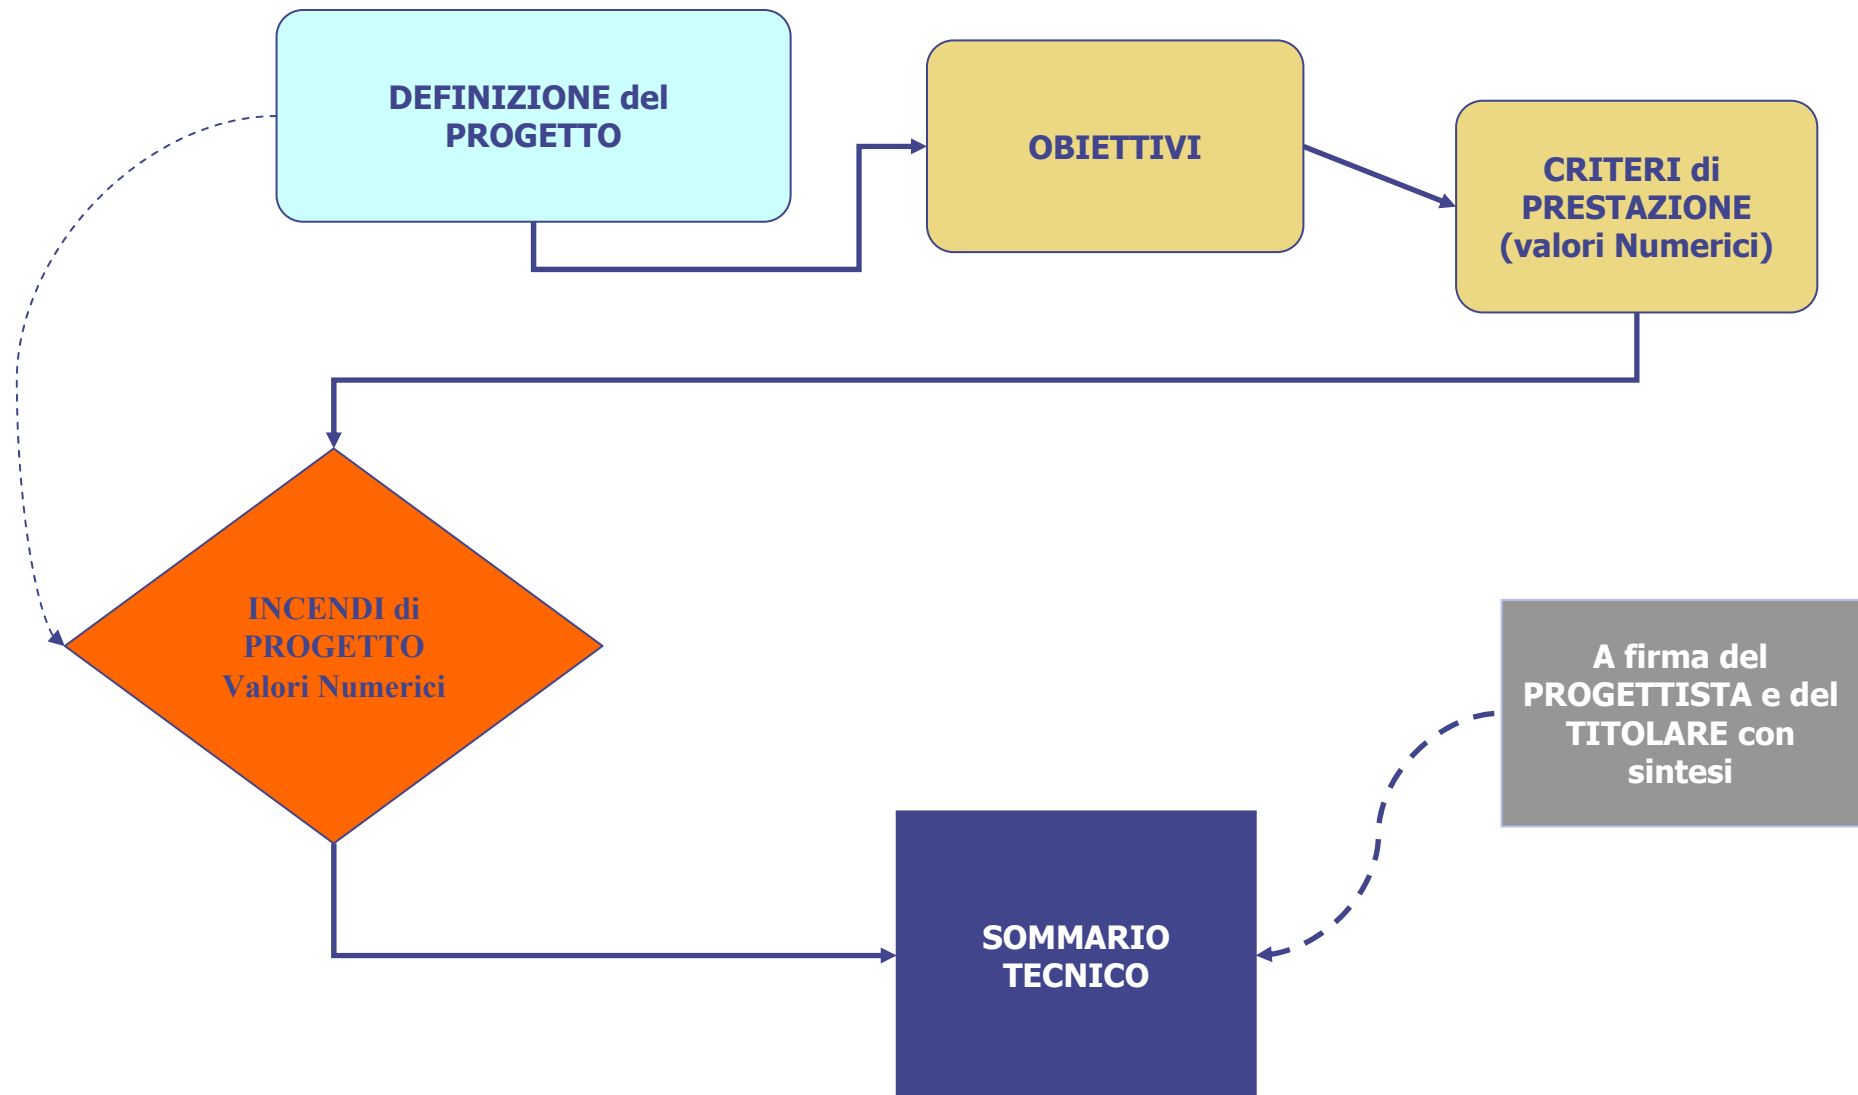 DEFINIZIONE del
PROGETTO
OBIETTIVI
CRITERI di
PRESTAZIONE
(valori Numerici)
INCENDI di
PROGETTO
Valori Numerici
A firma del
PROGETTISTA e del
TITOLARE con
sintesi
SOMMARIO
TECNICO